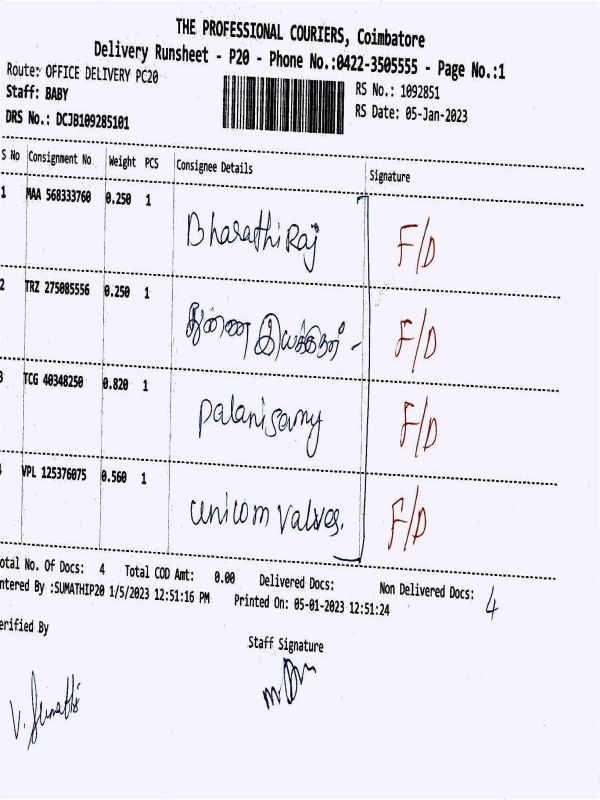 THE PROFESSIONAL COURIERS, Coimbatore
Delivery Runsheet - P20 - Phone No.:0422-3505555 - Page No.:1
Route: OFFICE DELIVERY PC20
Staff: BABY
DRS No.: DCJB109285101
RS No.: 1092851
RS Date: 05-Jan-2023
S No Consignment No Weight PCS Consignee Details Signature
1 MAA 568333760 0.250 1 Bharathi Raj F/D
2 TRZ 275085556 0.250 1 துணை இயக்குநர் - F/D
3 TCG 40348250 0.820 1 Palanisamy F/D
VPL 125376075 0.560 1 Unicom Valves. F/D
otal No. Of Docs: 4 Total COD Amt: 0.00 Delivered Docs: Non Delivered Docs: 4
ntered By :SUMATHIP20 1/5/2023 12:51:16 PM Printed On: 05-01-2023 12:51:24
erified By
Staff Signature
V. Sumathi